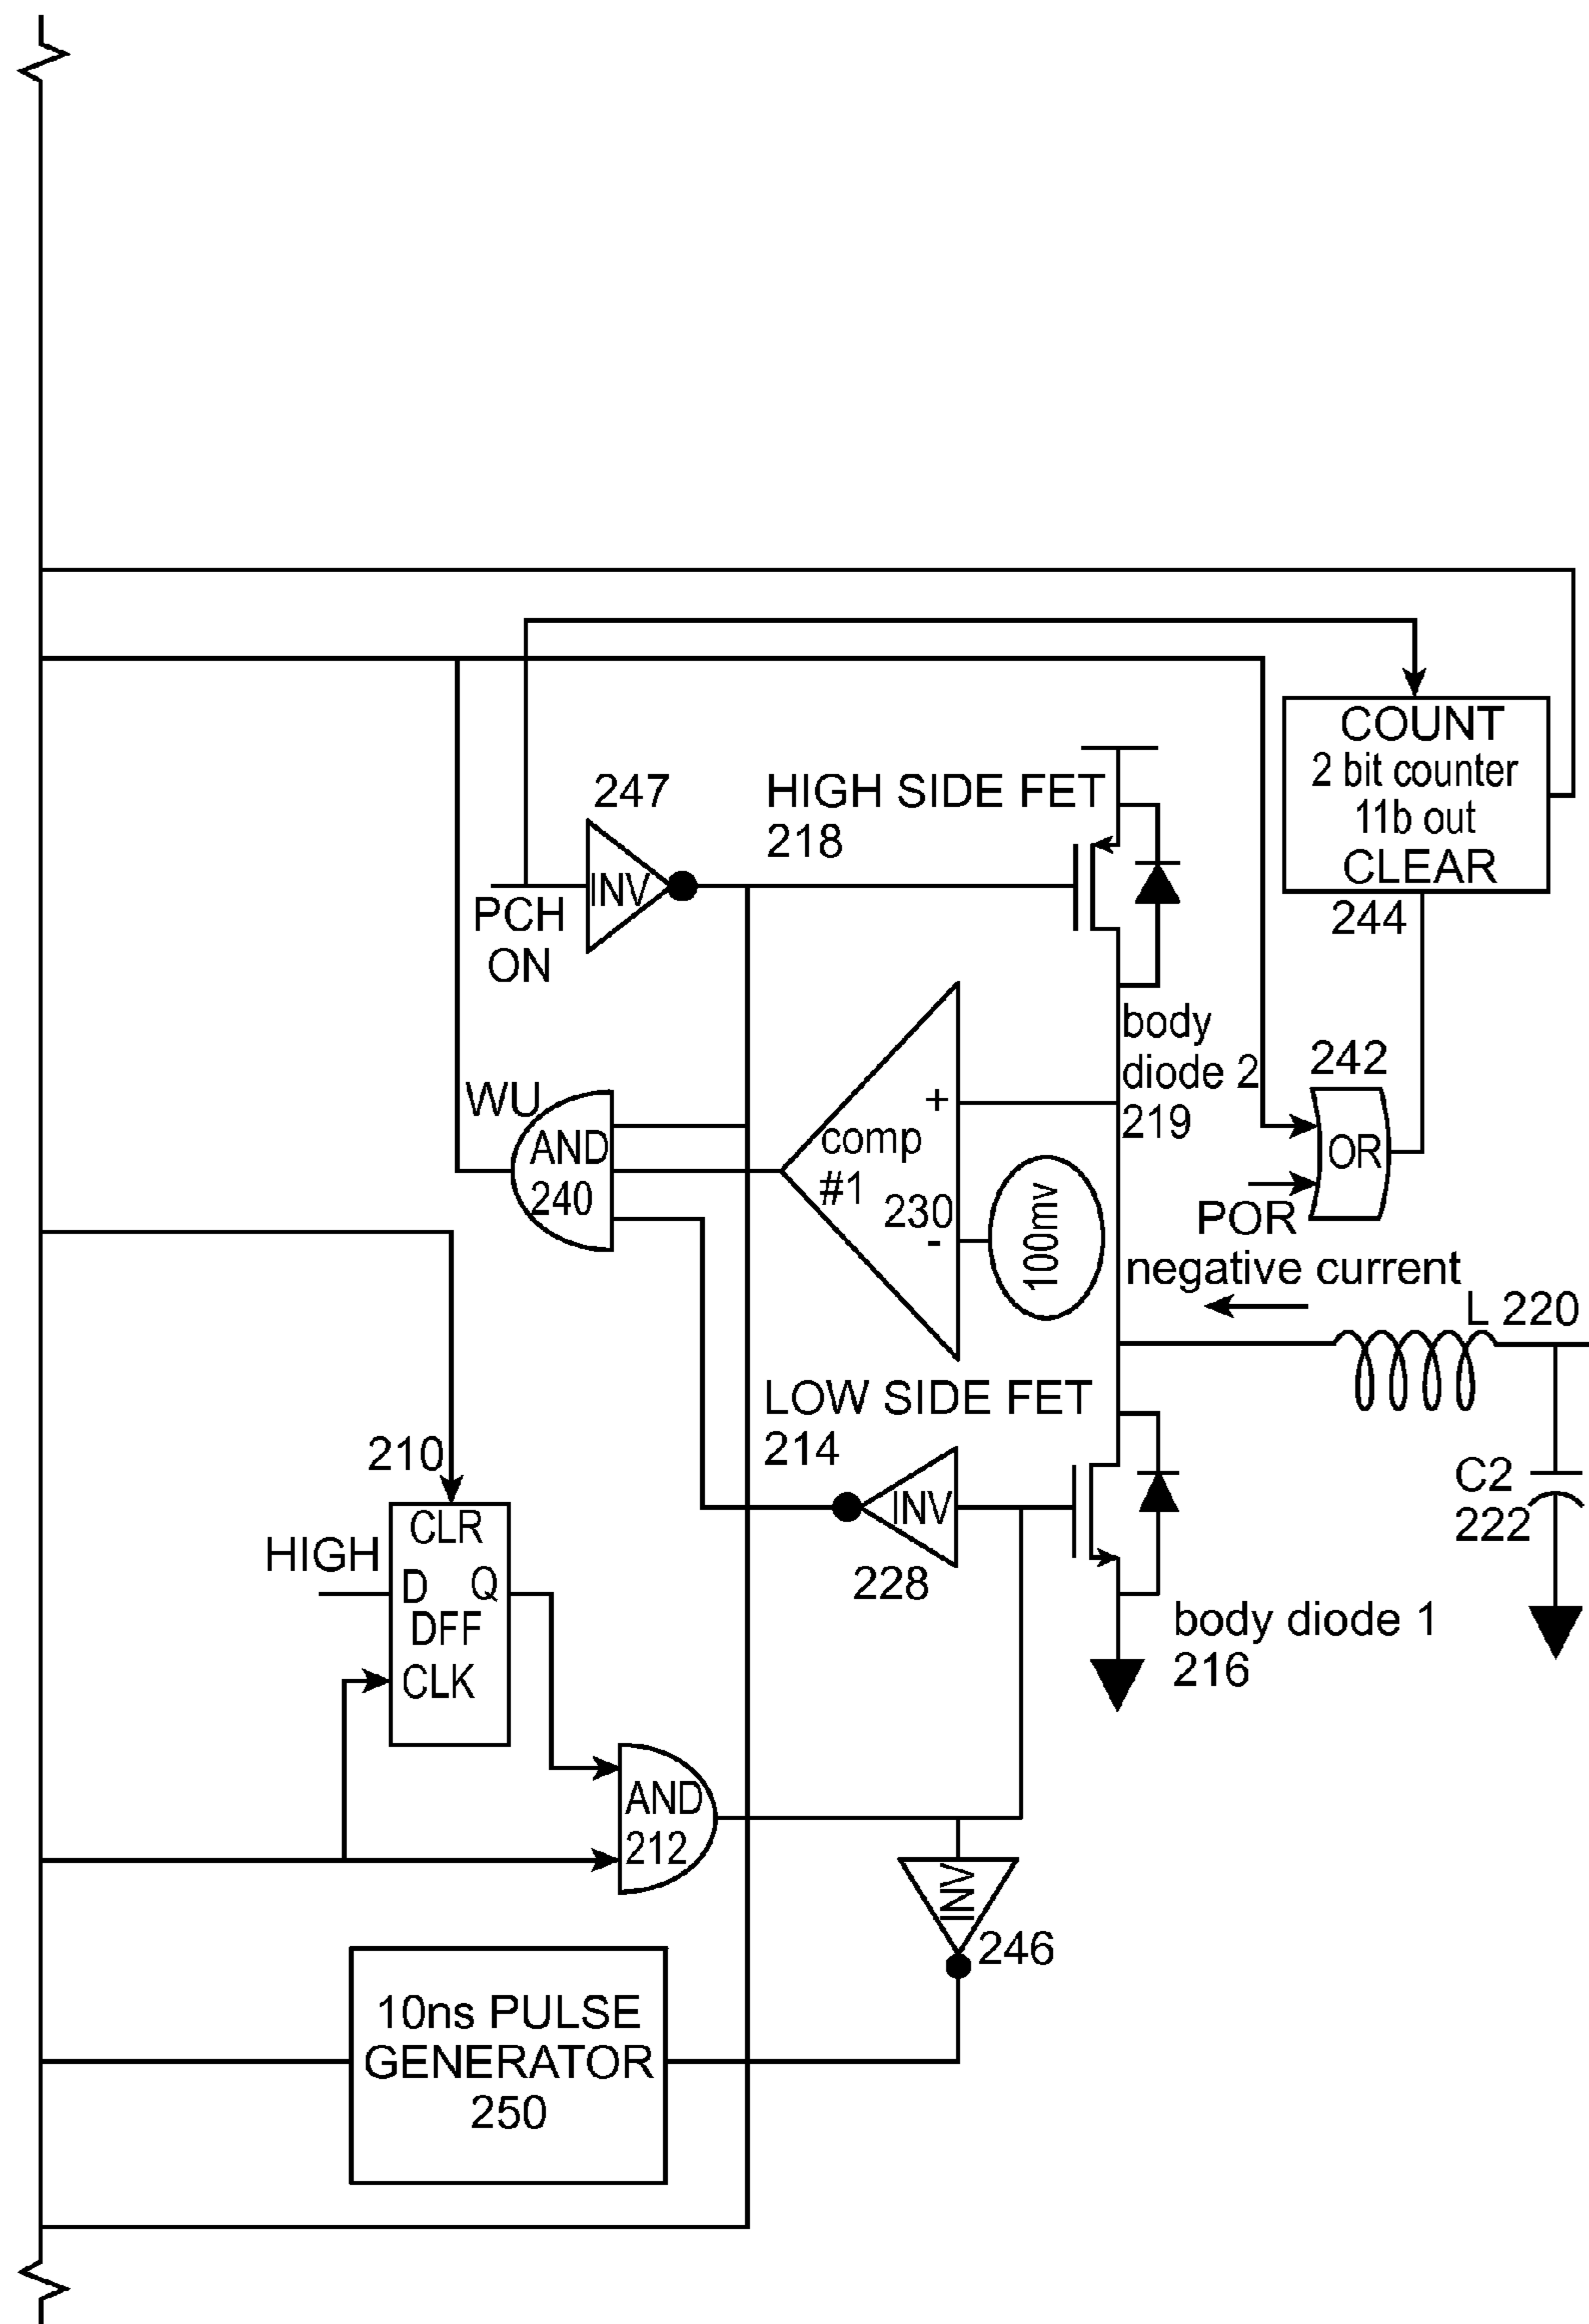 COUNT
2 bit counter
11b out
CLEAR
244
247
INV
PCH
ON
HIGH SIDE FET
218
body
diode 2
219
242
OR
POR
WU
AND
240
comp
#1
230
+
-
100mv
negative current
L 220
LOW SIDE FET
214
INV
228
C2
222
body diode 1
216
210
HIGH
CLR
D Q
DFF
CLK
AND
212
INV
246
10ns PULSE
GENERATOR
250